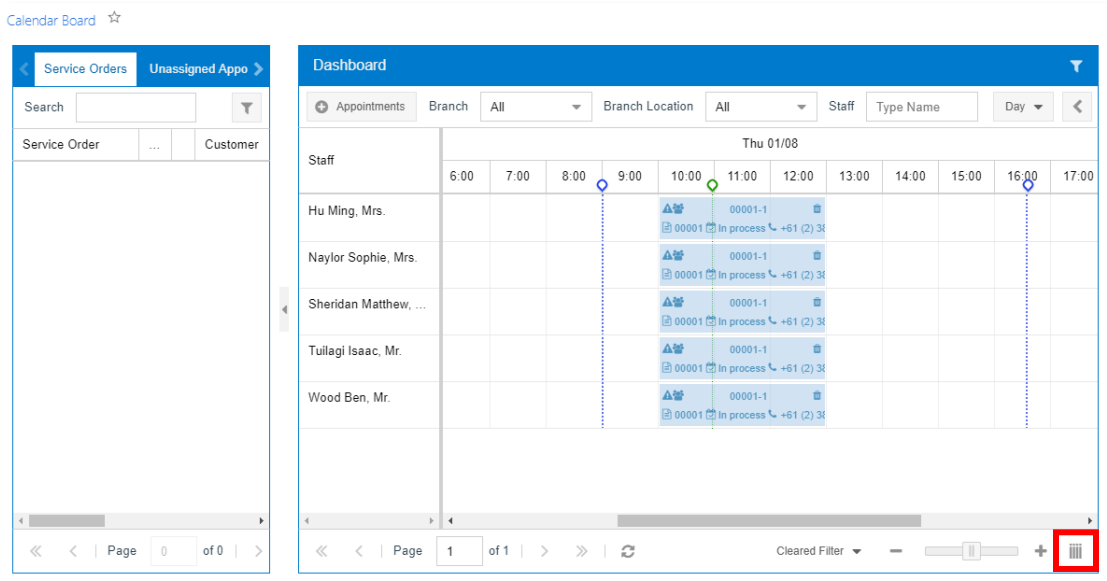 Calendar Board
Service Orders Unassigned Appo
Search
Service Order ... Customer
Page 0 of 0
Dashboard
Appointments Branch All Branch Location All Staff Type Name Day
Staff
Thu 01/08
6:00 7:00 8:00 9:00 10:00 11:00 12:00 13:00 14:00 15:00 16:00 17:00
Hu Ming, Mrs.
00001-1
00001 In process +61 (2) 38
Naylor Sophie, Mrs.
00001-1
00001 In process +61 (2) 38
Sheridan Matthew, ...
00001-1
00001 In process +61 (2) 38
Tuilagi Isaac, Mr.
00001-1
00001 In process +61 (2) 38
Wood Ben, Mr.
00001-1
00001 In process +61 (2) 38
Page 1 of 1 Cleared Filter